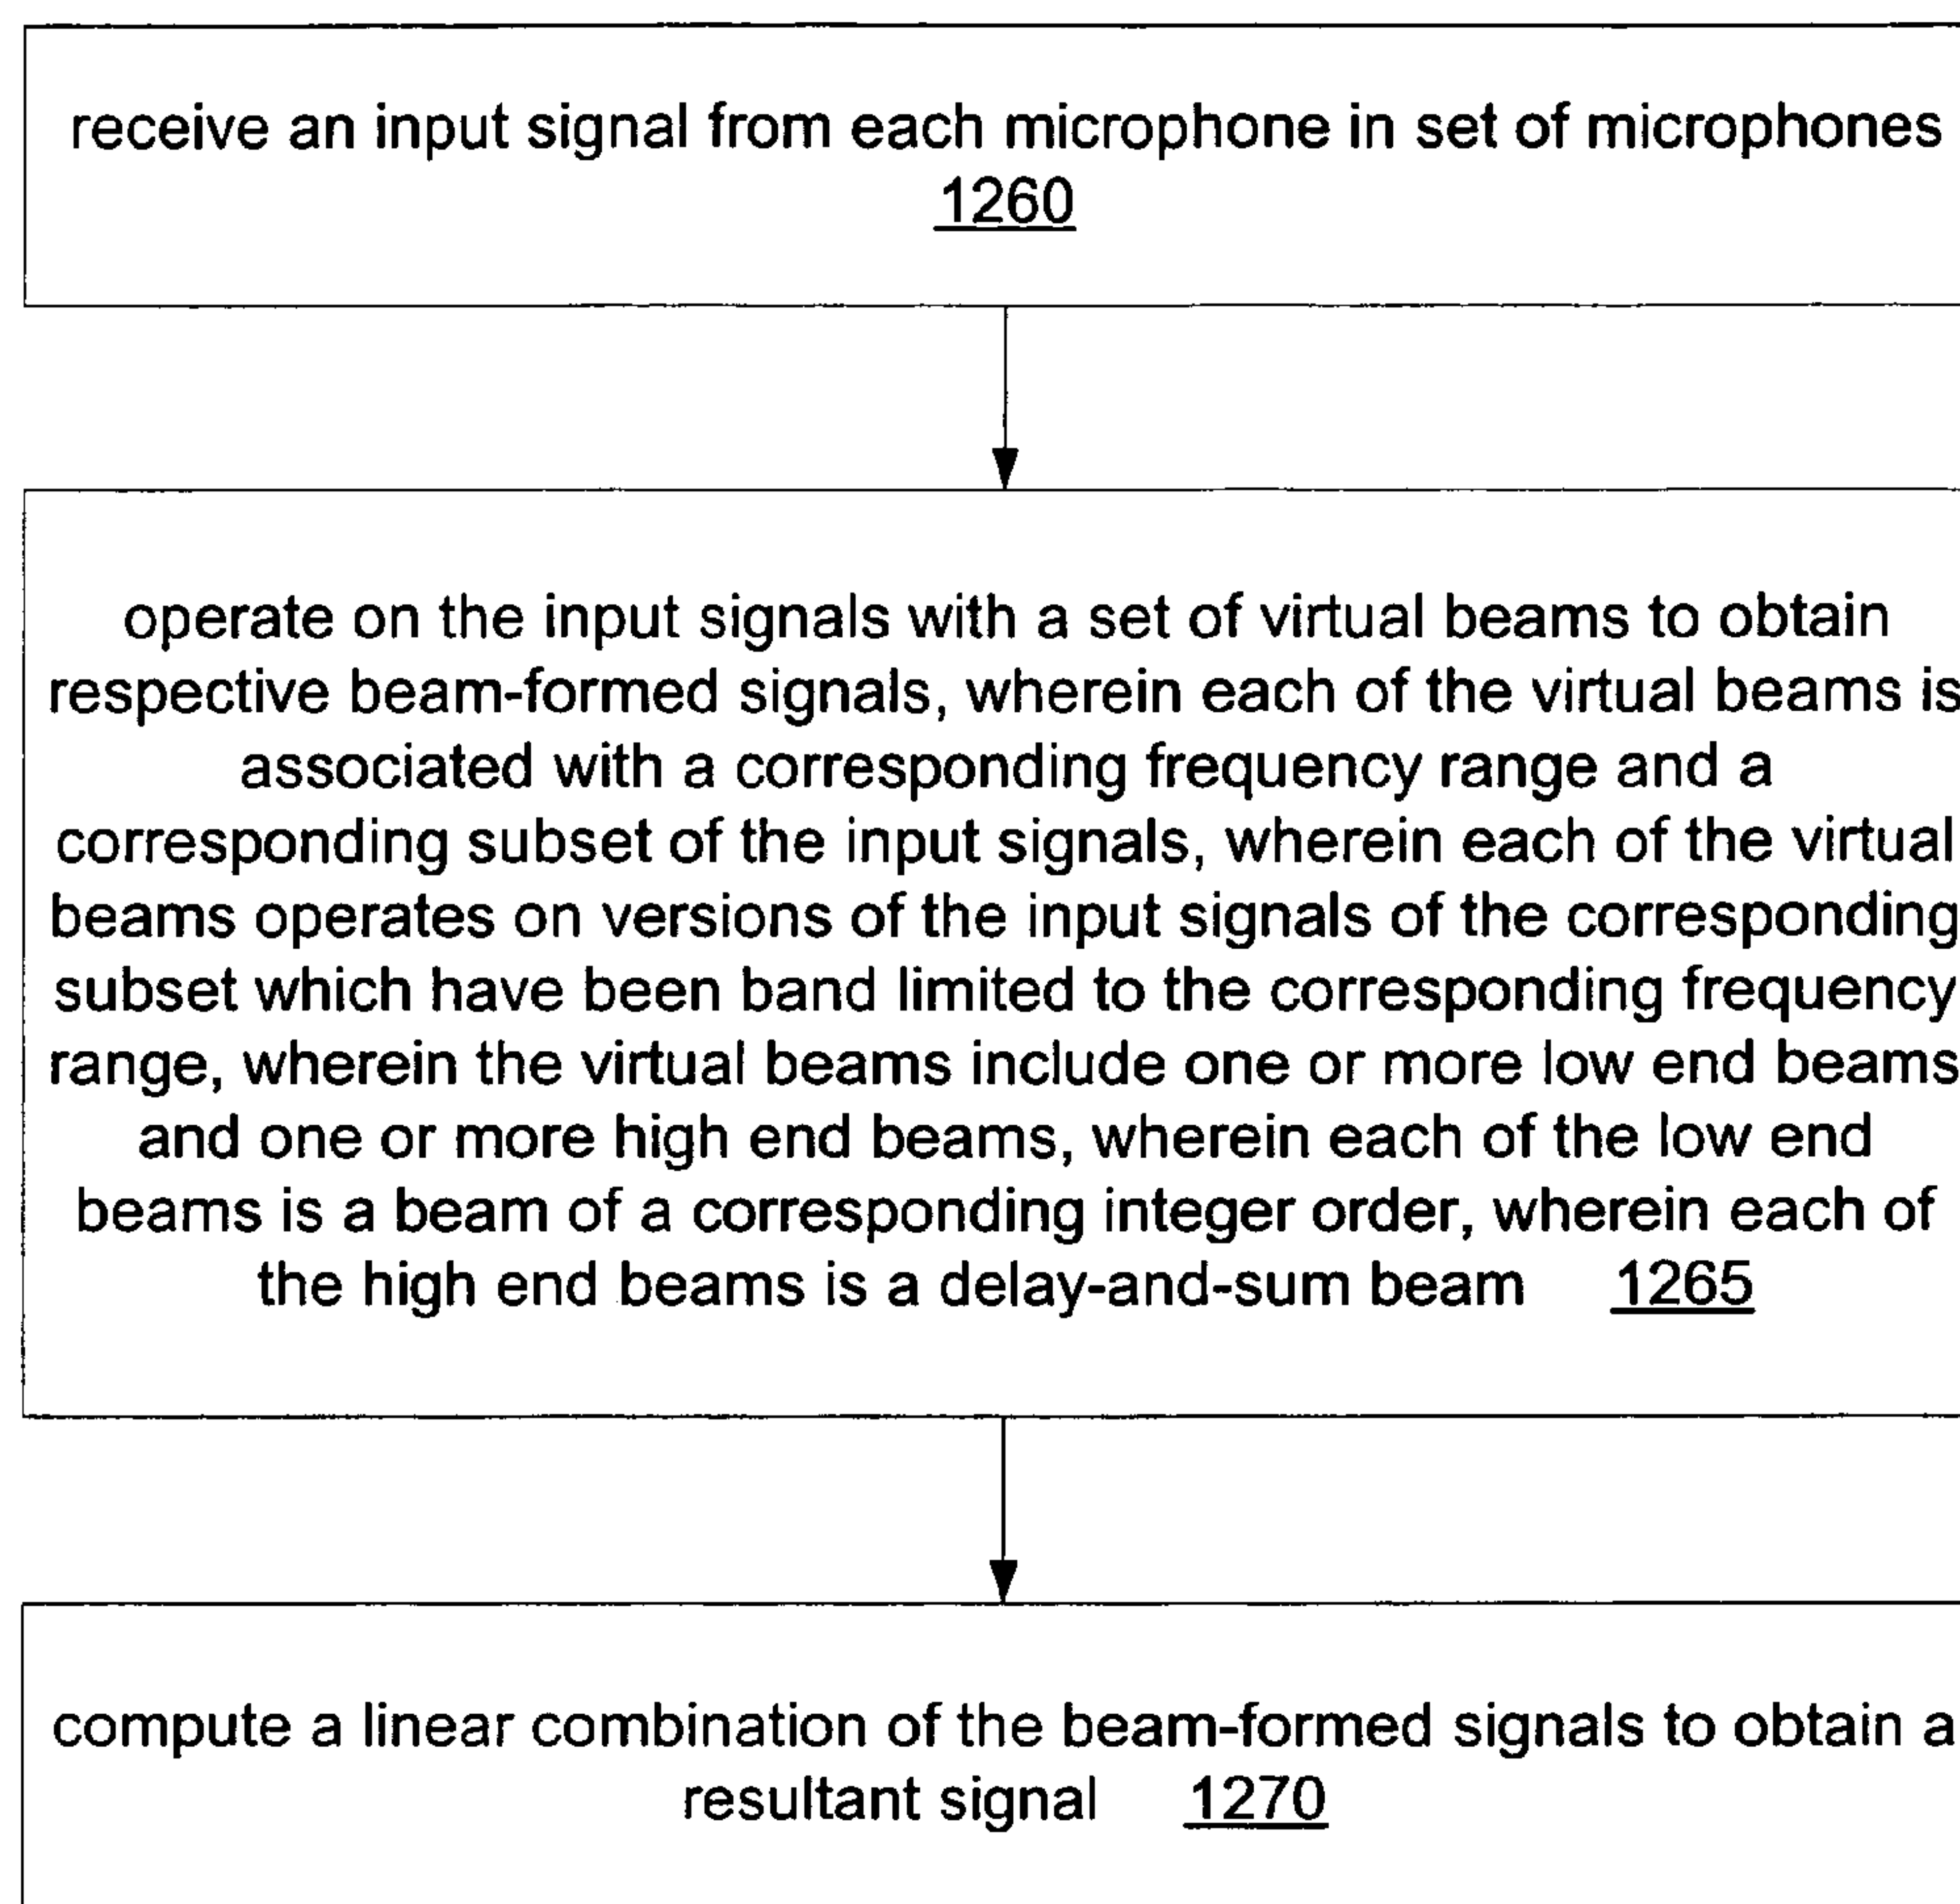 receive an input signal from each microphone in set of microphones
1260
operate on the input signals with a set of virtual beams to obtain
respective beam-formed signals, wherein each of the virtual beams is
associated with a corresponding frequency range and a
corresponding subset of the input signals, wherein each of the virtual
beams operates on versions of the input signals of the corresponding
subset which have been band limited to the corresponding frequency
range, wherein the virtual beams include one or more low end beams
and one or more high end beams, wherein each of the low end
beams is a beam of a corresponding integer order, wherein each of
the high end beams is a delay-and-sum beam 1265
compute a linear combination of the beam-formed signals to obtain a
resultant signal 1270